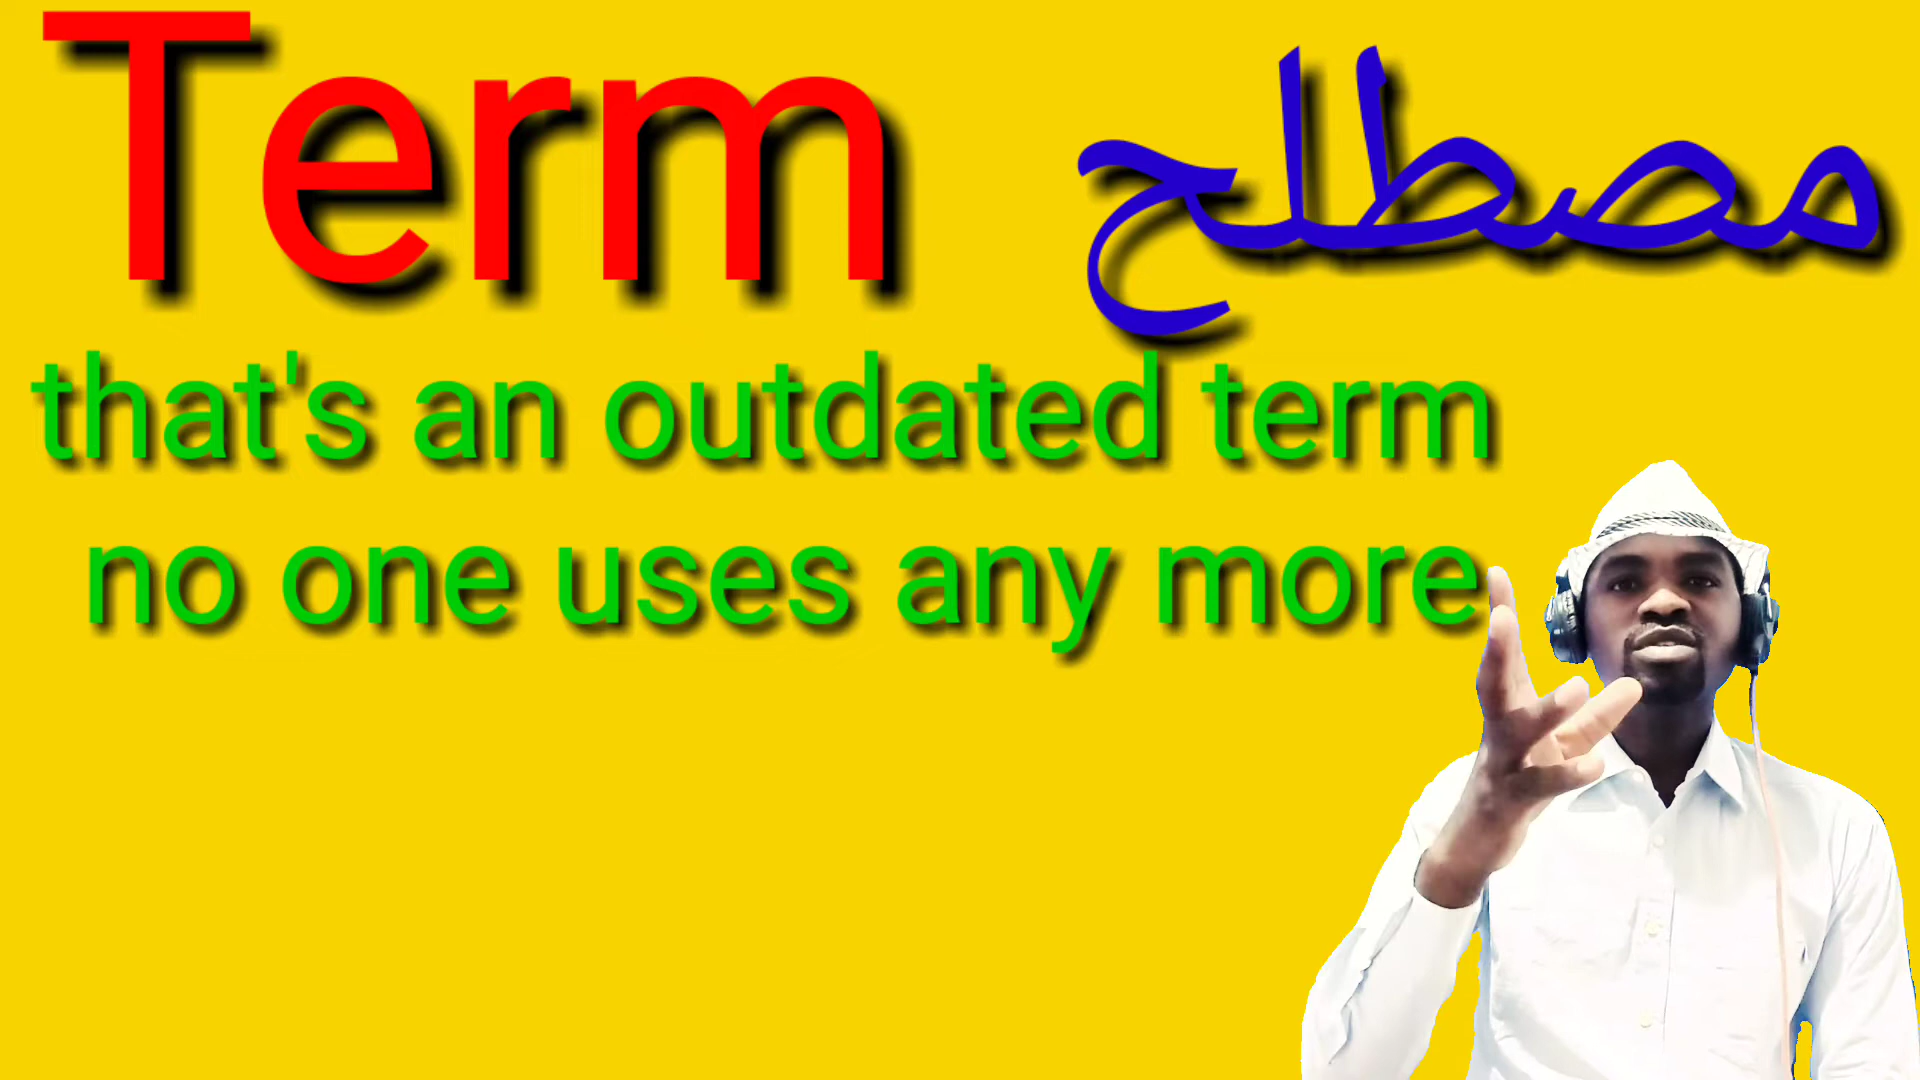 Term مصطلح
that's an outdated term
no one uses any more